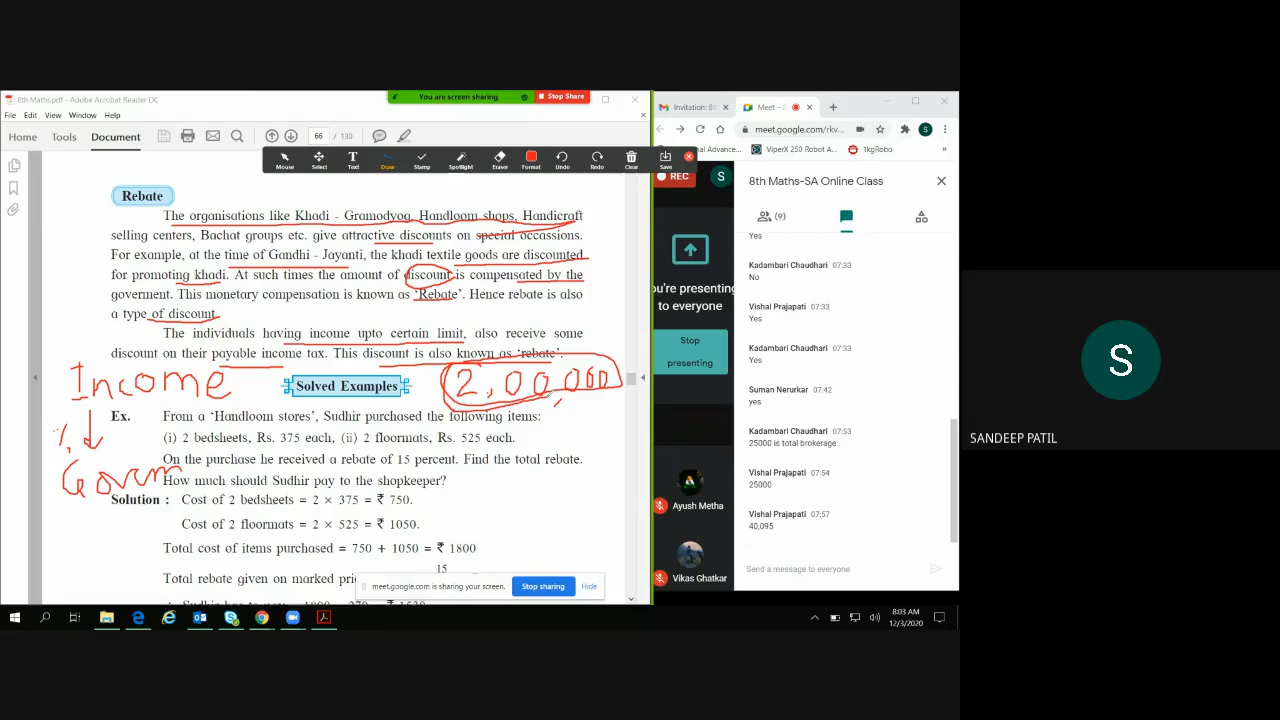 8th Maths.pdf - Adobe Acrobat Reader DC
You are screen sharing
Stop Share
File Edit View Window Help
Home Tools Document
66 / 130
Mouse Select Text Draw Stamp Spotlight Eraser Format Undo Redo Clear Save
Rebate
The organisations like Khadi - Gramodyog, Handloom shops, Handicraft
selling centers, Bachat groups etc. give attractive discounts on special occassions.
For example, at the time of Gandhi - Jayanti, the khadi textile goods are discounted
for promoting khadi. At such times the amount of discount is compensated by the
goverment. This monetary compensation is known as 'Rebate'. Hence rebate is also
a type of discount.
The individuals having income upto certain limit, also receive some
discount on their payable income tax. This discount is also known as 'rebate'.
Income
Solved Examples
2,00,000
Ex. From a 'Handloom stores', Sudhir purchased the following items:
(i) 2 bedsheets, Rs. 375 each, (ii) 2 floormats, Rs. 525 each.
%
On the purchase he received a rebate of 15 percent. Find the total rebate.
Govern
How much should Sudhir pay to the shopkeeper?
Solution : Cost of 2 bedsheets = 2 × 375 = ₹ 750.
Cost of 2 floormats = 2 × 525 = ₹ 1050.
Total cost of items purchased = 750 + 1050 = ₹ 1800
15
Total rebate given on marked
meet.google.com is sharing your screen.
Stop sharing
Hide
Invitation: 8t
Meet –
meet.google.com/rkv...
Special Advance...
ViperX 250 Robot A...
1kgRobo
»
REC
S
8th Maths-SA Online Class
(9)
You're presenting
to everyone
Stop
presenting
Yes
Kadambari Chaudhari 07:33
No
Vishal Prajapati 07:33
Yes
Kadambari Chaudhari 07:33
Yes
Suman Nerurkar 07:42
yes
Kadambari Chaudhari 07:53
25000 is total brokerage
Vishal Prajapati 07:54
25000
Vishal Prajapati 07:57
40,095
Ayush Metha
Vikas Ghatkar
Send a message to everyone
8:03 AM
12/3/2020
S
SANDEEP PATIL